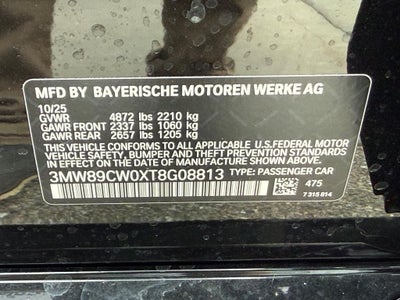 MFD BY BAYERISCHE MOTOREN WERKE AG
10/25
GVWR 4872 lbs 2210 kg
GAWR FRONT 2337 lbs 1060 kg
GAWR REAR 2657 lbs 1205 kg
THIS VEHICLE CONFORMS TO ALL APPLICABLE U.S.FEDERAL MOTOR
VEHICLE SAFETY, BUMPER AND THEFT PREVENTION STANDARDS
IN EFFECT ON THE DATE OF MANUFACTURE SHOWN ABOVE.
3MW89CW0XT8G08813 TYPE: PASSENGER CAR
475
7 315 814